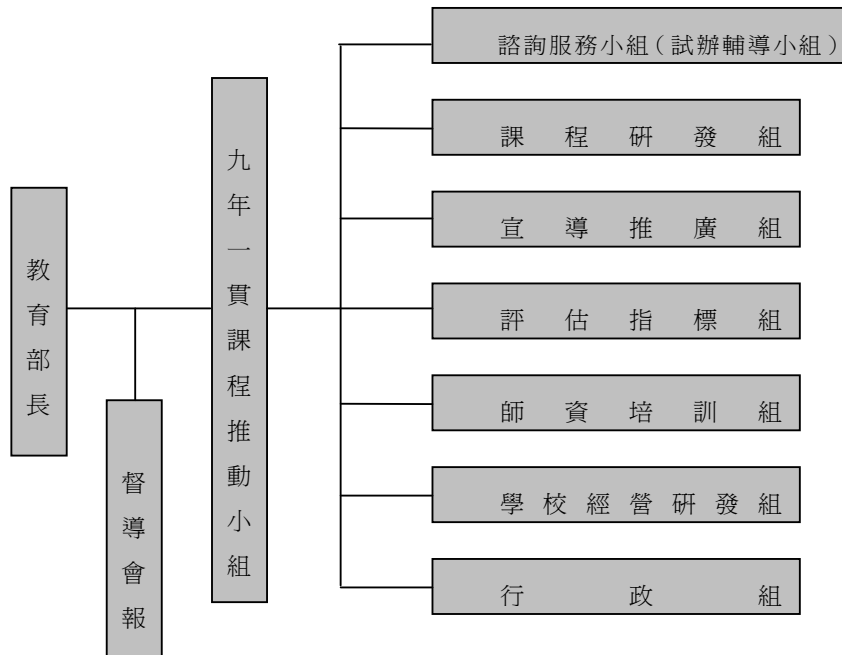 教育部長
督導會報
九年一貫課程推動小組
諮詢服務小組（試辦輔導小組）
課程研發組
宣導推廣組
評估指標組
師資培訓組
學校經營研發組
行政組